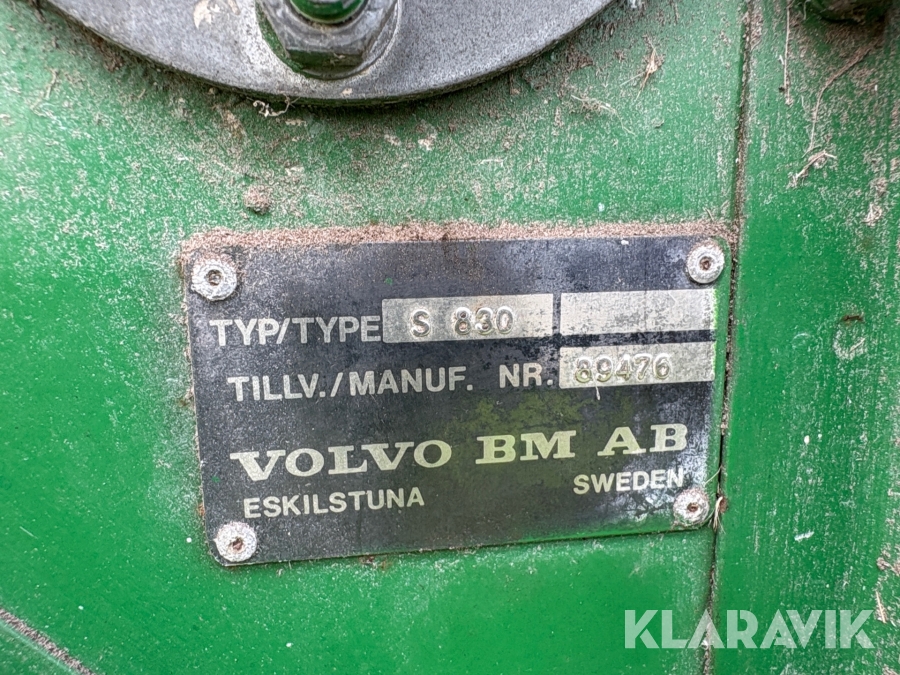 TYP/TYPE S 830
TILLV./MANUF. NR. 89476
VOLVO BM AB
ESKILSTUNA SWEDEN
KLARAVIK